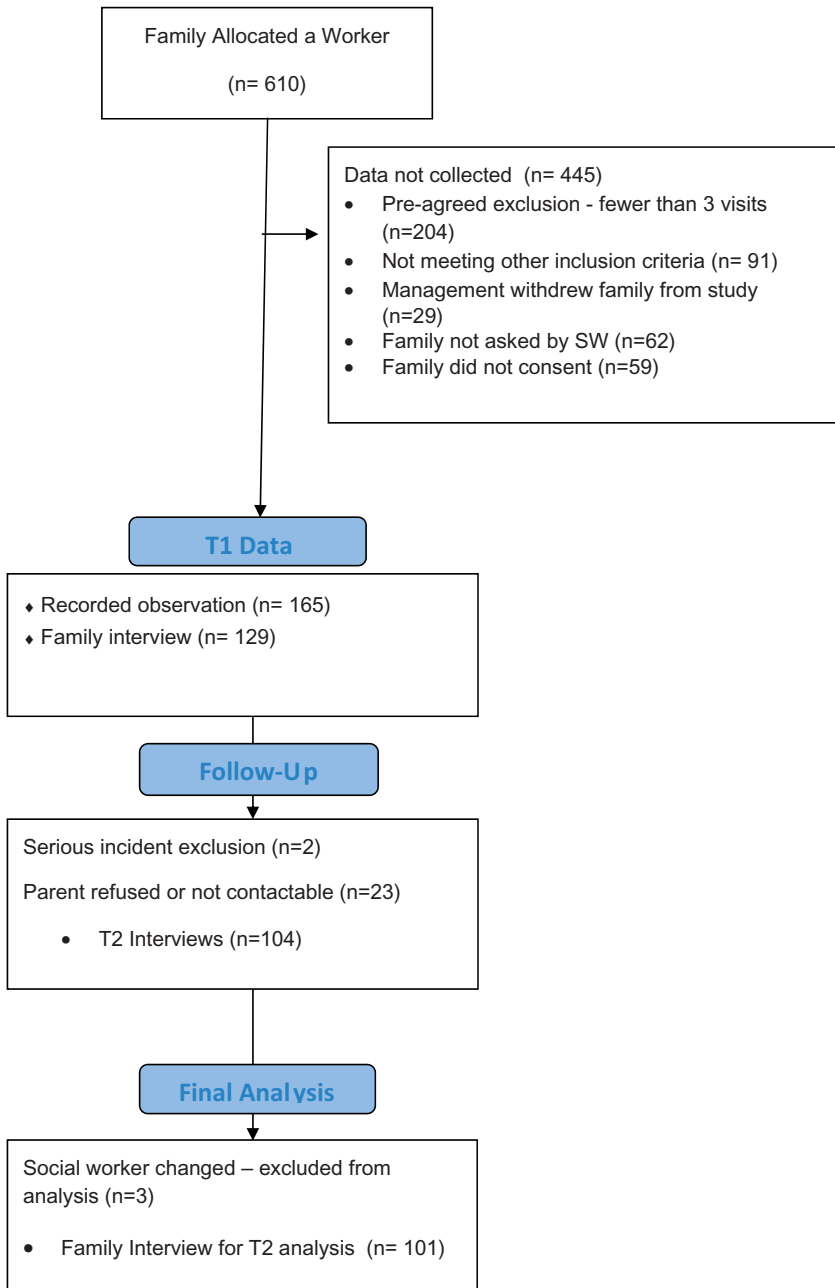 Family Allocated a Worker
(n= 610)
Data not collected  (n= 445)
• Pre-agreed exclusion - fewer than 3 visits
(n=204)
• Not meeting other inclusion criteria (n= 91)
• Management withdrew family from study
(n=29)
• Family not asked by SW (n=62)
• Family did not consent (n=59)
T1 Data
♦ Recorded observation (n= 165)
♦ Family interview (n= 129)
Follow-Up
Serious incident exclusion (n=2)
Parent refused or not contactable (n=23)
• T2 Interviews (n=104)
Final Analysis
Social worker changed – excluded from
analysis (n=3)
• Family Interview for T2 analysis  (n= 101)